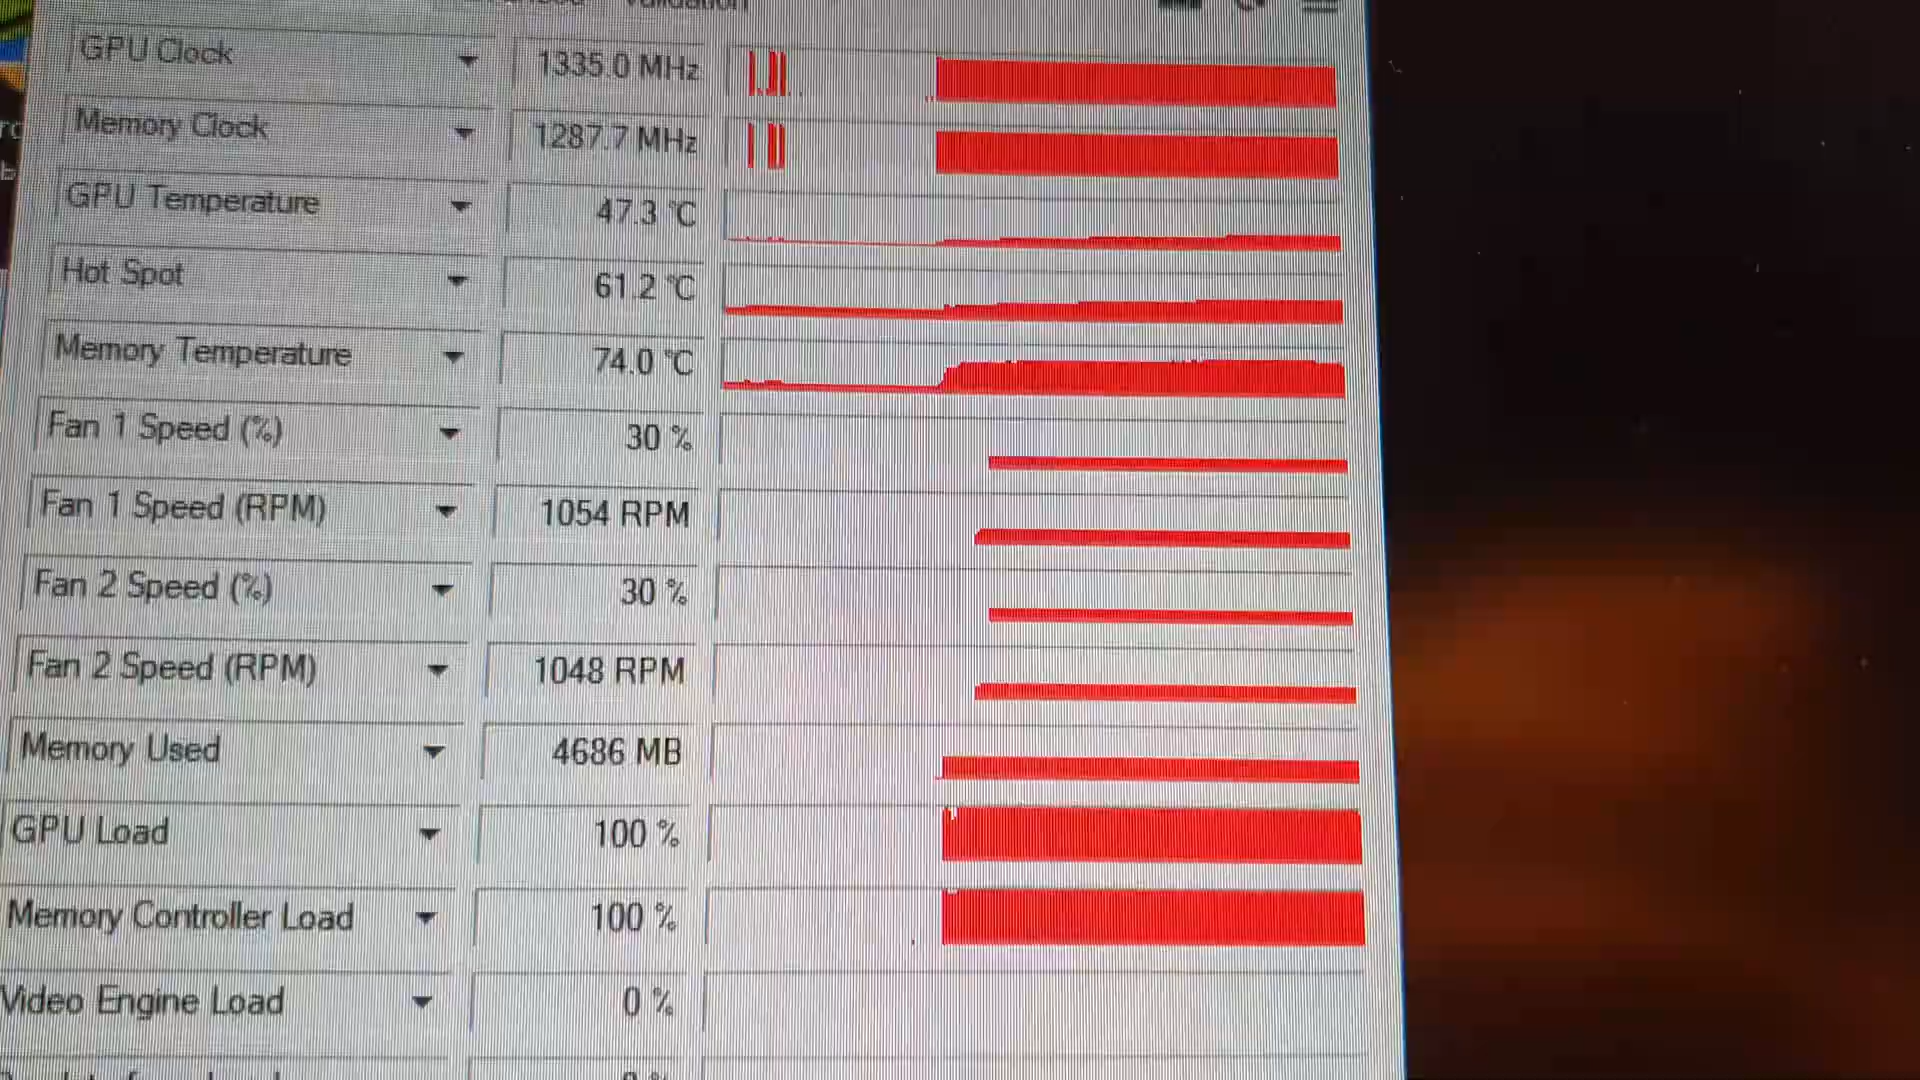 Validation
GPU Clock 1335.0 MHz
Memory Clock 1287.7 MHz
GPU Temperature 47.3 °C
Hot Spot 61.2 °C
Memory Temperature 74.0 °C
Fan 1 Speed (%) 30 %
Fan 1 Speed (RPM) 1054 RPM
Fan 2 Speed (%) 30 %
Fan 2 Speed (RPM) 1048 RPM
Memory Used 4686 MB
GPU Load 100 %
Memory Controller Load 100 %
Video Engine Load 0 %